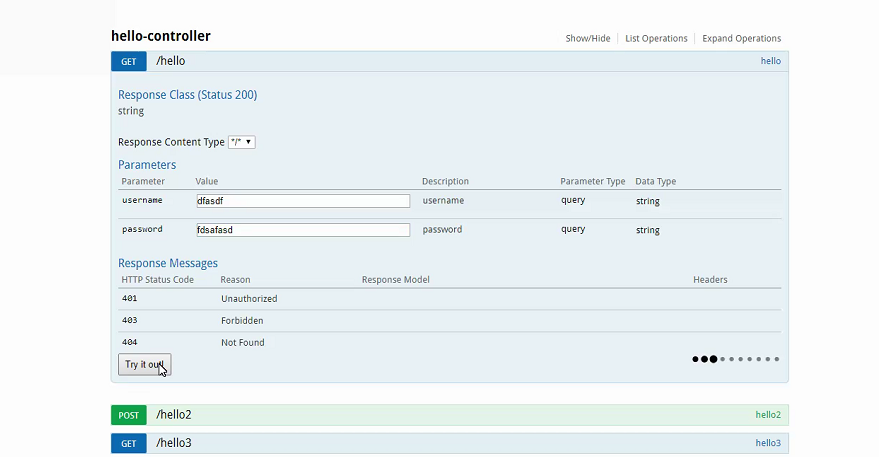 hello-controller
Show/Hide List Operations Expand Operations
GET /hello hello
Response Class (Status 200)
string
Response Content Type */*
Parameters
Parameter Value Description Parameter Type Data Type
username dfasdf username query string
password fdsafasd password query string
Response Messages
HTTP Status Code Reason Response Model Headers
401 Unauthorized
403 Forbidden
404 Not Found
Try it out!
POST /hello2 hello2
GET /hello3 hello3